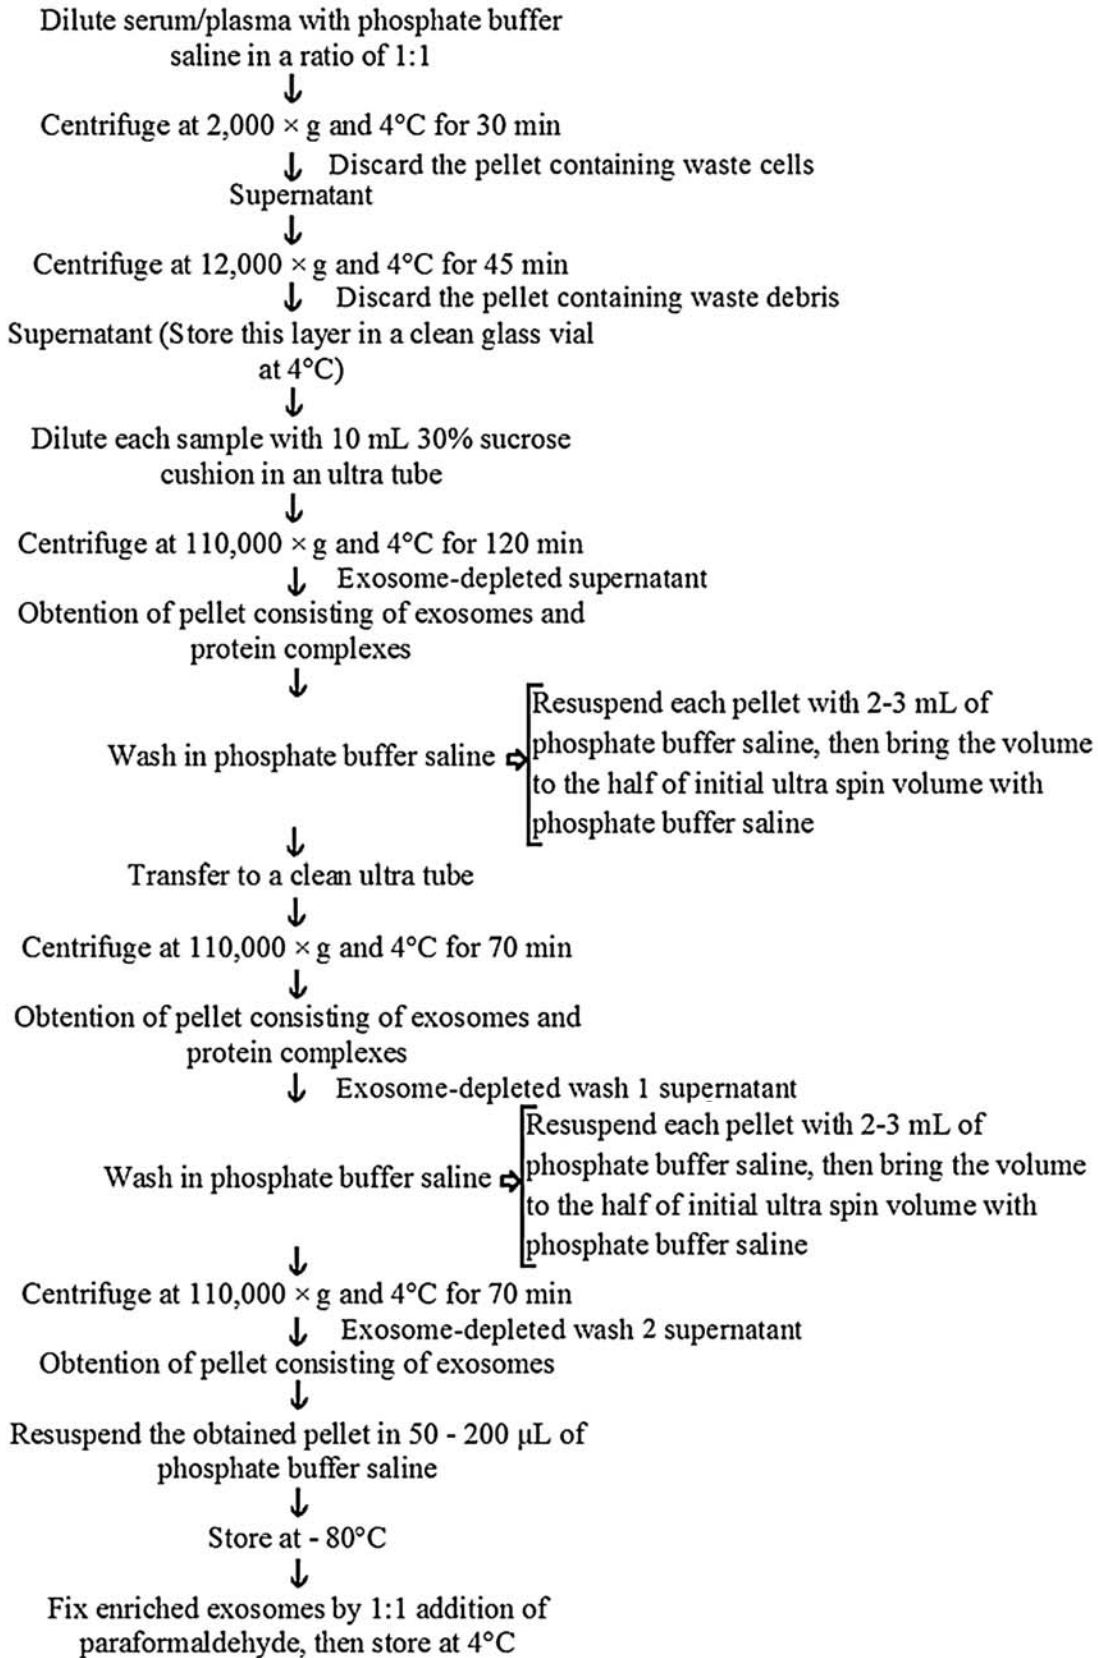 Dilute serum/plasma with phosphate buffer
saline in a ratio of 1:1
Centrifuge at 2,000 × g and 4°C for 30 min
Discard the pellet containing waste cells
Supernatant
Centrifuge at 12,000 × g and 4°C for 45 min
Discard the pellet containing waste debris
Supernatant (Store this layer in a clean glass vial
at 4°C)
Dilute each sample with 10 mL 30% sucrose
cushion in an ultra tube
Centrifuge at 110,000 × g and 4°C for 120 min
Exosome-depleted supernatant
Obtention of pellet consisting of exosomes and
protein complexes
Wash in phosphate buffer saline
Resuspend each pellet with 2-3 mL of
phosphate buffer saline, then bring the volume
to the half of initial ultra spin volume with
phosphate buffer saline
Transfer to a clean ultra tube
Centrifuge at 110,000 × g and 4°C for 70 min
Obtention of pellet consisting of exosomes and
protein complexes
Exosome-depleted wash 1 supernatant
Wash in phosphate buffer saline
Resuspend each pellet with 2-3 mL of
phosphate buffer saline, then bring the volume
to the half of initial ultra spin volume with
phosphate buffer saline
Centrifuge at 110,000 × g and 4°C for 70 min
Exosome-depleted wash 2 supernatant
Obtention of pellet consisting of exosomes
Resuspend the obtained pellet in 50 - 200 µL of
phosphate buffer saline
Store at - 80°C
Fix enriched exosomes by 1:1 addition of
paraformaldehyde, then store at 4°C